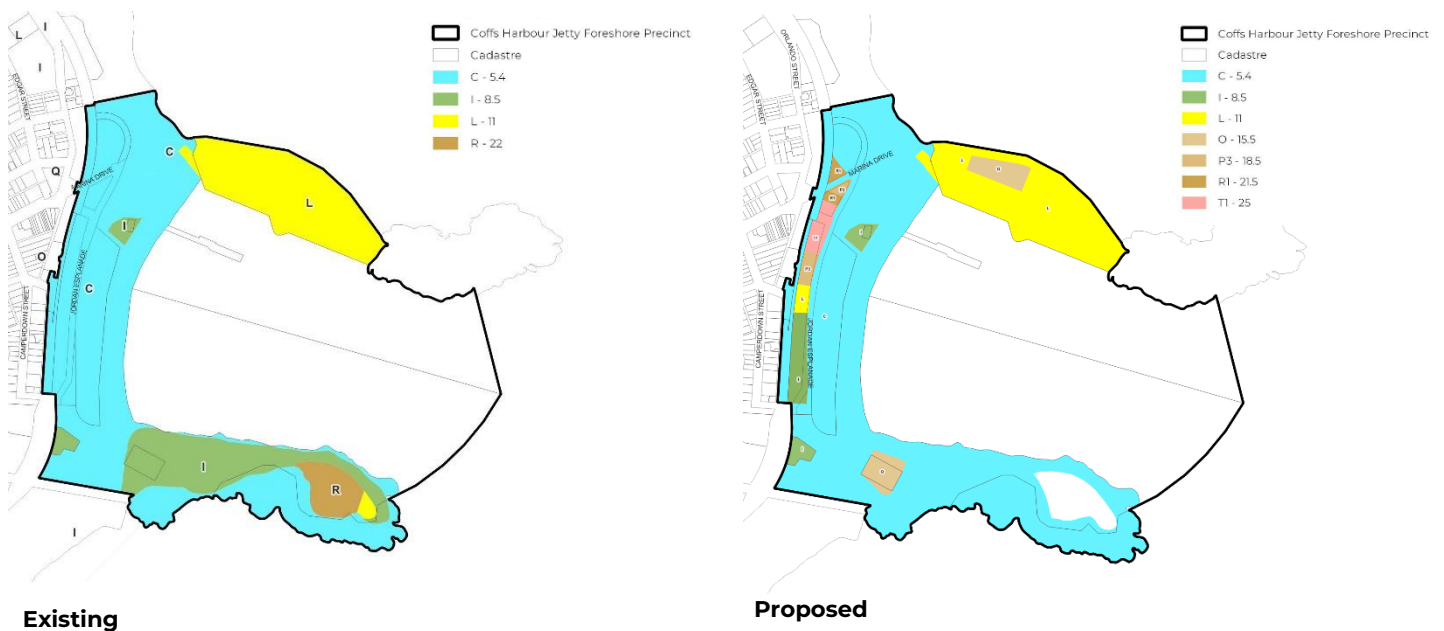 Coffs Harbour Jetty Foreshore Precinct
Cadastre
C - 5.4
I - 8.5
L - 11
R - 22
L
I
I
EDGAR STREET
C
Q
MARINA DRIVE
L
I
O
JORDAN ESPLANADE
C
CAMPERDOWN STREET
I
R
I
Existing
Coffs Harbour Jetty Foreshore Precinct
Cadastre
C - 5.4
I - 8.5
L - 11
O - 15.5
P3 - 18.5
R1 - 21.5
T1 - 25
ORLANDO STREET
EDGAR STREET
MARINA DRIVE
L
O
L
CAMPERDOWN STREET
JORDAN ESPLANADE
C
Proposed